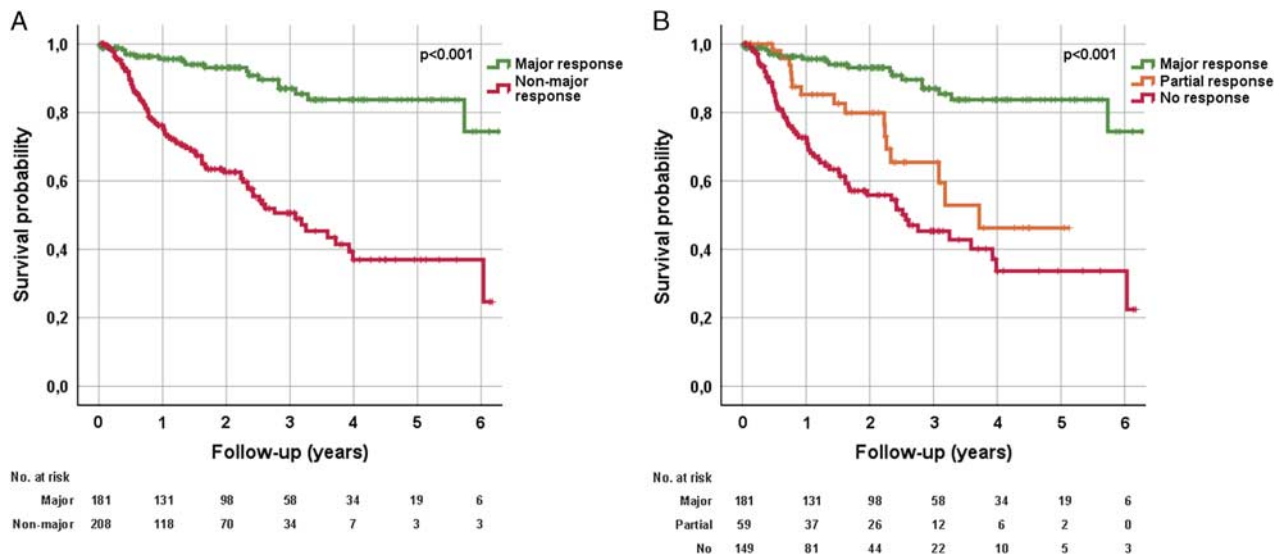 A
p<0.001
Major response
Non-major
response
Survival probability
1,0
0,8
0,6
0,4
0,2
0,0
0 1 2 3 4 5 6
Follow-up (years)
No. at risk
Major 181 131 98 58 34 19 6
Non-major 208 118 70 34 7 3 3
B
p<0.001
Major response
Partial response
No response
Survival probability
1,0
0,8
0,6
0,4
0,2
0,0
0 1 2 3 4 5 6
Follow-up (years)
No. at risk
Major 181 131 98 58 34 19 6
Partial 59 37 26 12 6 2 0
No 149 81 44 22 10 5 3